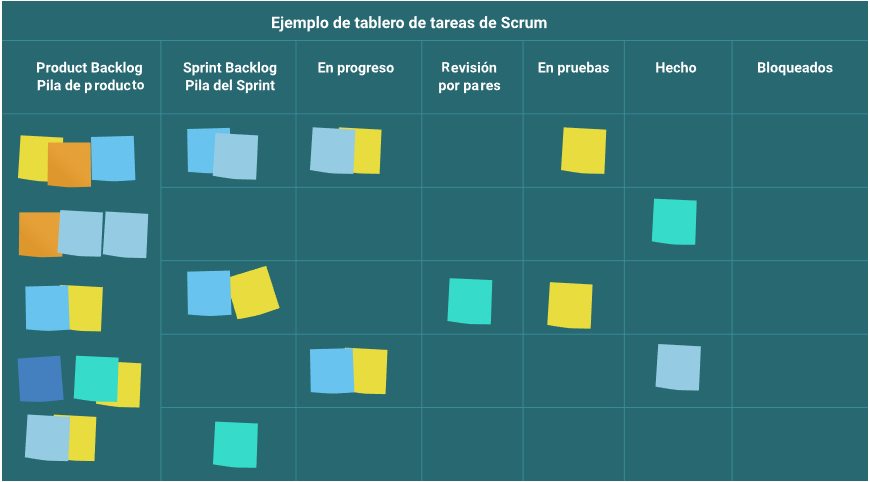 Ejemplo de tablero de tareas de Scrum
Product Backlog
Pila de producto
Sprint Backlog
Pila del Sprint
En progreso
Revisión
por pares
En pruebas
Hecho
Bloqueados